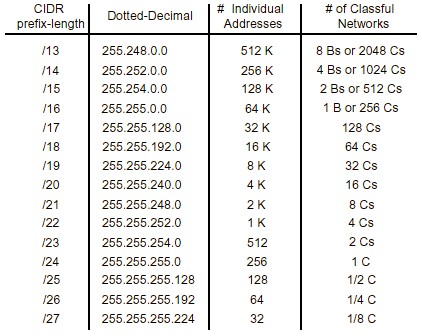 CIDR prefix-length Dotted-Decimal # Individual Addresses # of Classful Networks
/13 255.248.0.0 512 K 8 Bs or 2048 Cs
/14 255.252.0.0 256 K 4 Bs or 1024 Cs
/15 255.254.0.0 128 K 2 Bs or 512 Cs
/16 255.255.0.0 64 K 1 B or 256 Cs
/17 255.255.128.0 32 K 128 Cs
/18 255.255.192.0 16 K 64 Cs
/19 255.255.224.0 8 K 32 Cs
/20 255.255.240.0 4 K 16 Cs
/21 255.255.248.0 2 K 8 Cs
/22 255.255.252.0 1 K 4 Cs
/23 255.255.254.0 512 2 Cs
/24 255.255.255.0 256 1 C
/25 255.255.255.128 128 1/2 C
/26 255.255.255.192 64 1/4 C
/27 255.255.255.224 32 1/8 C